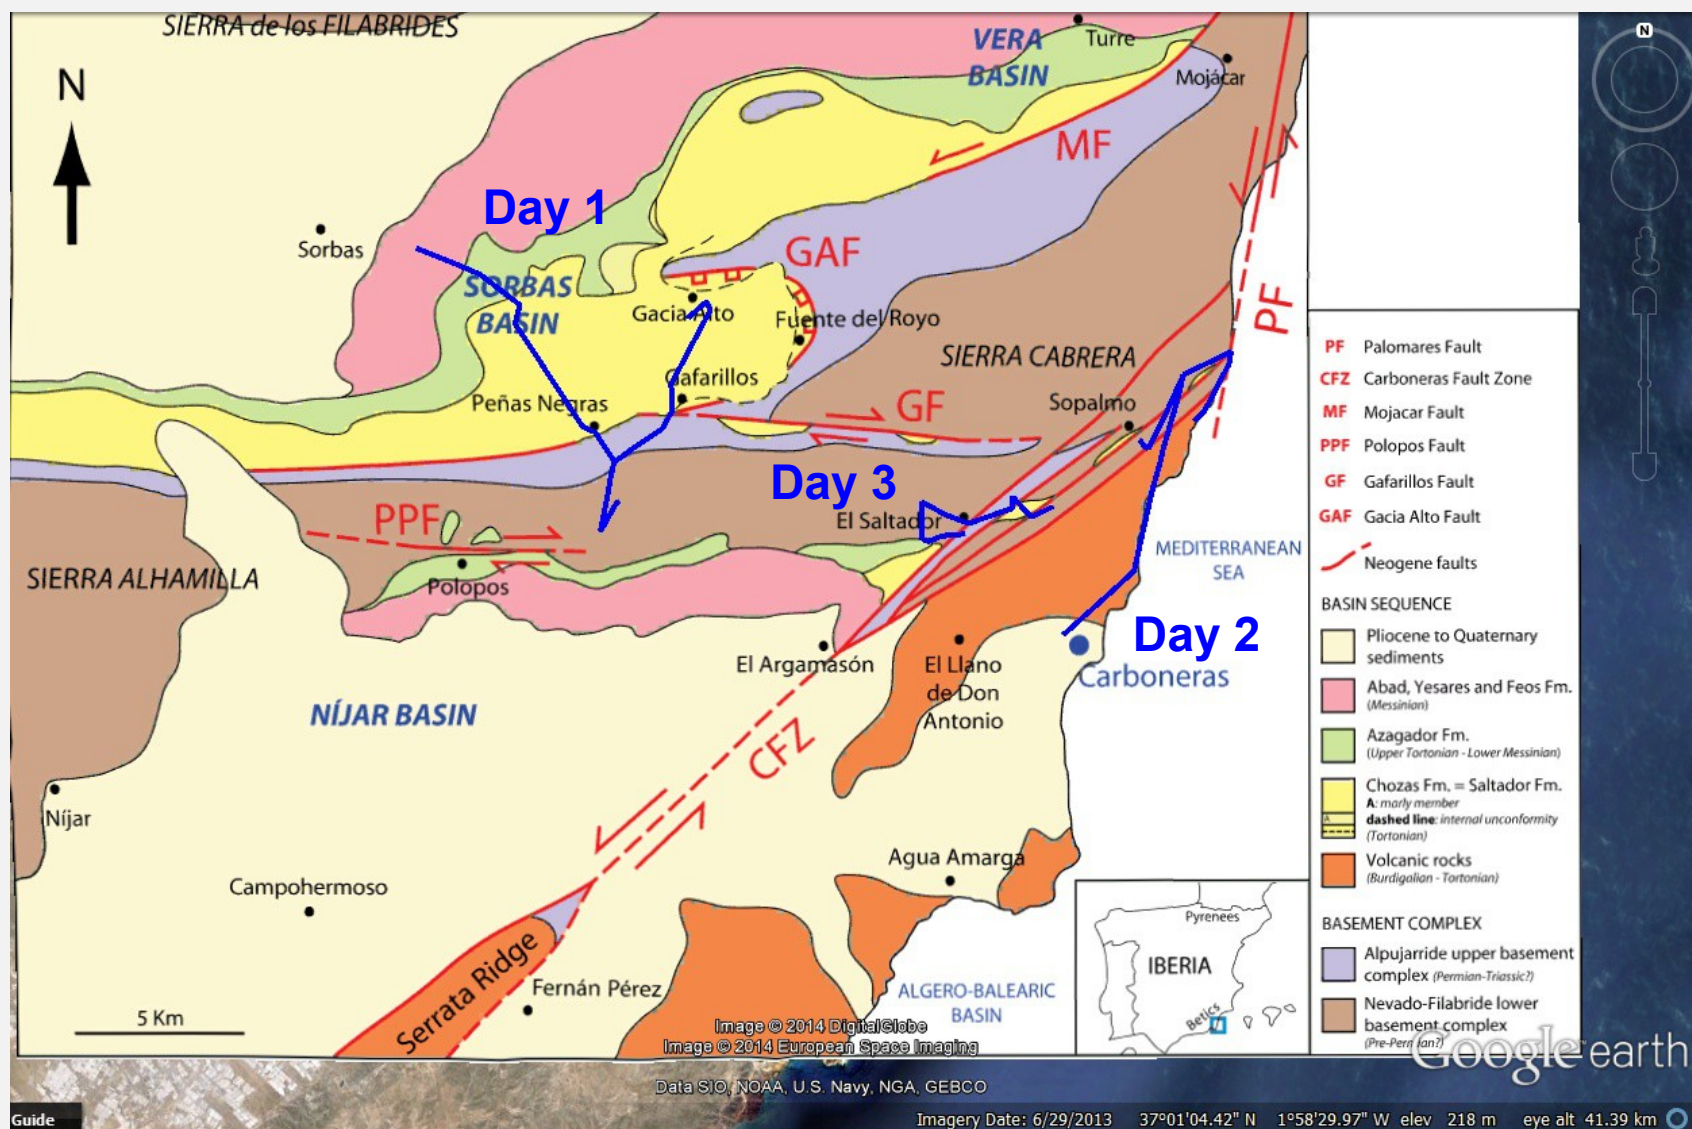 SIERRA de los FILABRIDES
VERA
BASIN
Turre
Mojácar
N
MF
Day 1
Sorbas
GAF
SORBAS
BASIN
Gacia Alto
Fuente del Royo
PF
SIERRA CABRERA
Gafarillos
Peñas Negras
GF
Sopalmo
Day 3
PPF
El Saltador
MEDITERRANEAN
SEA
SIERRA ALHAMILLA
Polopos
Day 2
El Argamasón
El Llano
de Don
Antonio
Carboneras
NÍJAR BASIN
CFZ
Níjar
Agua Amarga
Campohermoso
Serrata Ridge
Fernán Pérez
ALGERO-BALEARIC
BASIN
5 Km
N
PF Palomares Fault
CFZ Carboneras Fault Zone
MF Mojacar Fault
PPF Polopos Fault
GF Gafarillos Fault
GAF Gacia Alto Fault
Neogene faults
BASIN SEQUENCE
Pliocene to Quaternary
sediments
Abad, Yesares and Feos Fm.
(Messinian)
Azagador Fm.
(Upper Tortonian - Lower Messinian)
Chozas Fm. = Saltador Fm.
A: marly member
A
dashed line: internal unconformity
(Tortonian)
Volcanic rocks
(Burdigalian - Tortonian)
BASEMENT COMPLEX
Alpujarride upper basement
complex (Permian-Triassic?)
Nevado-Filabride lower
basement complex
(Pre-Permian?)
Pyrenees
IBERIA
Betics
Image © 2014 DigitalGlobe
Image © 2014 European Space Imaging
Data SIO, NOAA, U.S. Navy, NGA, GEBCO
Google earth
Guide
Imagery Date: 6/29/2013 37°01'04.42" N 1°58'29.97" W elev 218 m eye alt 41.39 km